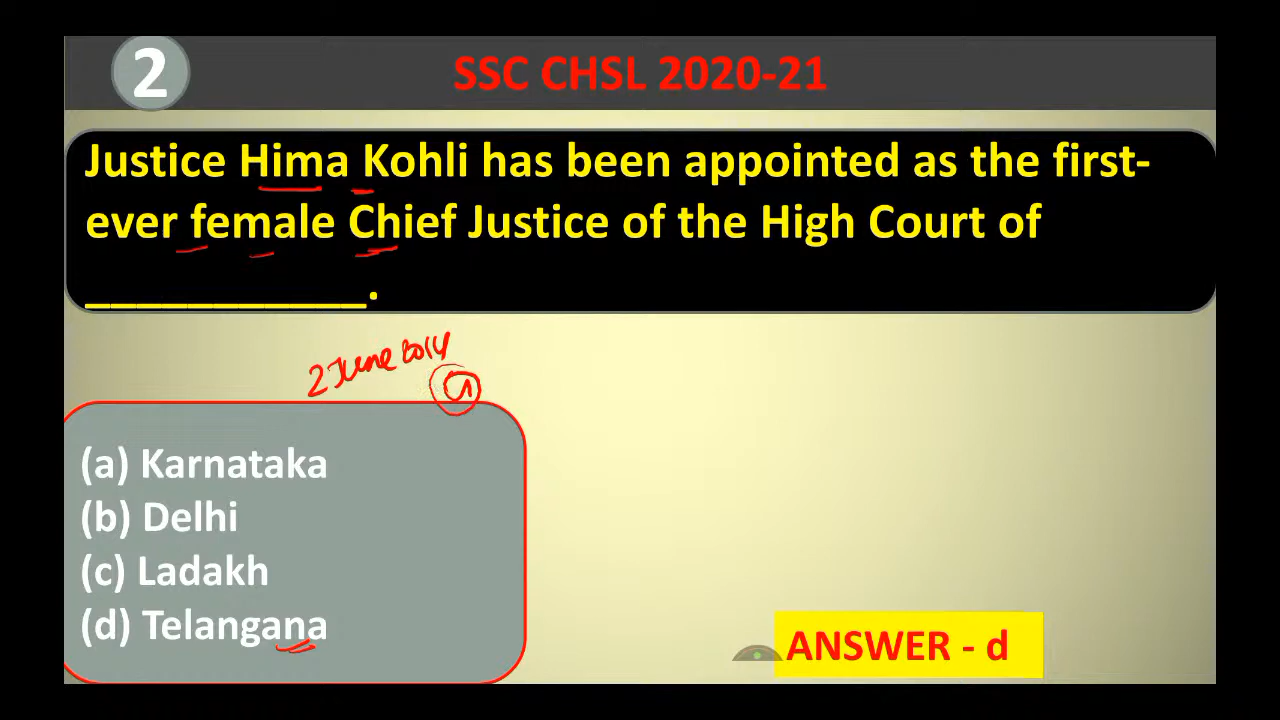 2
SSC CHSL 2020-21
Justice Hima Kohli has been appointed as the first-
ever female Chief Justice of the High Court of
____________.
2 June 2014
(a) Karnataka
(b) Delhi
(c) Ladakh
(d) Telangana
ANSWER - d